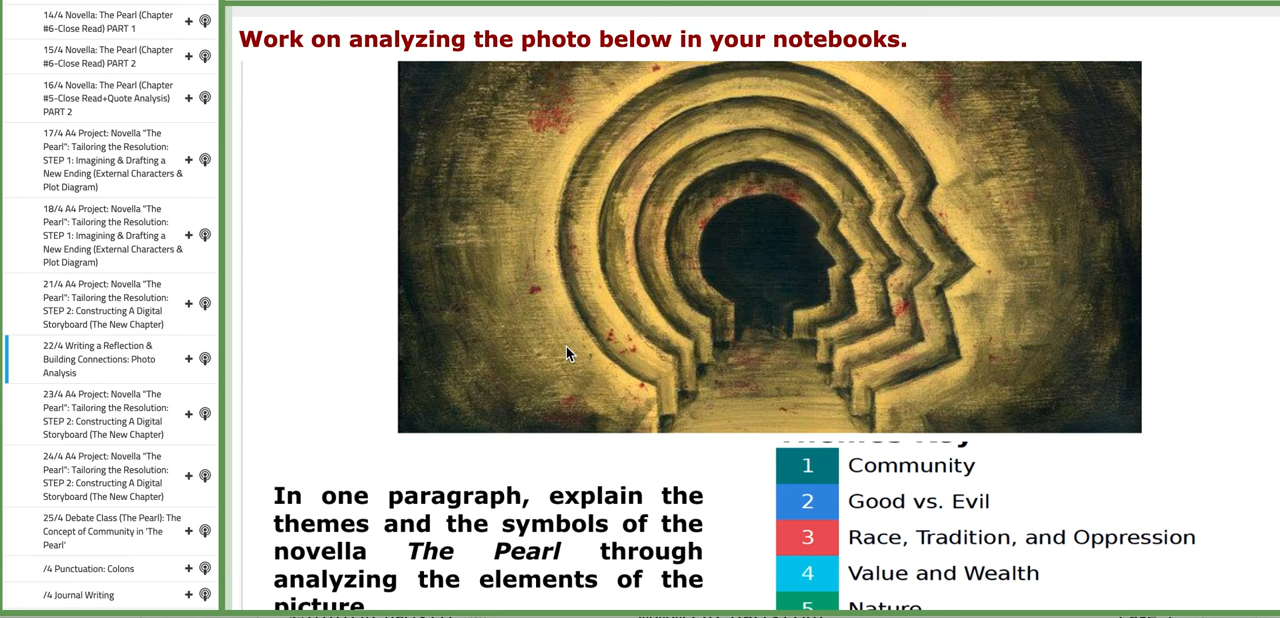 14/4 Novella: The Pearl (Chapter
#6-Close Read) PART 1
15/4 Novella: The Pearl (Chapter
#6-Close Read) PART 2
16/4 Novella: The Pearl (Chapter
#5-Close Read+Quote Analysis)
PART 2
17/4 A4 Project: Novella "The
Pearl": Tailoring the Resolution:
STEP 1: Imagining & Drafting a
New Ending (External Characters &
Plot Diagram)
18/4 A4 Project: Novella "The
Pearl": Tailoring the Resolution:
STEP 1: Imagining & Drafting a
New Ending (External Characters &
Plot Diagram)
21/4 A4 Project: Novella "The
Pearl": Tailoring the Resolution:
STEP 2: Constructing A Digital
Storyboard (The New Chapter)
22/4 Writing a Reflection &
Building Connections: Photo
Analysis
23/4 A4 Project: Novella "The
Pearl": Tailoring the Resolution:
STEP 2: Constructing A Digital
Storyboard (The New Chapter)
24/4 A4 Project: Novella "The
Pearl": Tailoring the Resolution:
STEP 2: Constructing A Digital
Storyboard (The New Chapter)
25/4 Debate Class (The Pearl): The
Concept of Community in 'The
Pearl'
/4 Punctuation: Colons
/4 Journal Writing
Work on analyzing the photo below in your notebooks.
In one paragraph, explain the
themes and the symbols of the
novella The Pearl through
analyzing the elements of the
picture
1 Community
2 Good vs. Evil
3 Race, Tradition, and Oppression
4 Value and Wealth
5 Nature